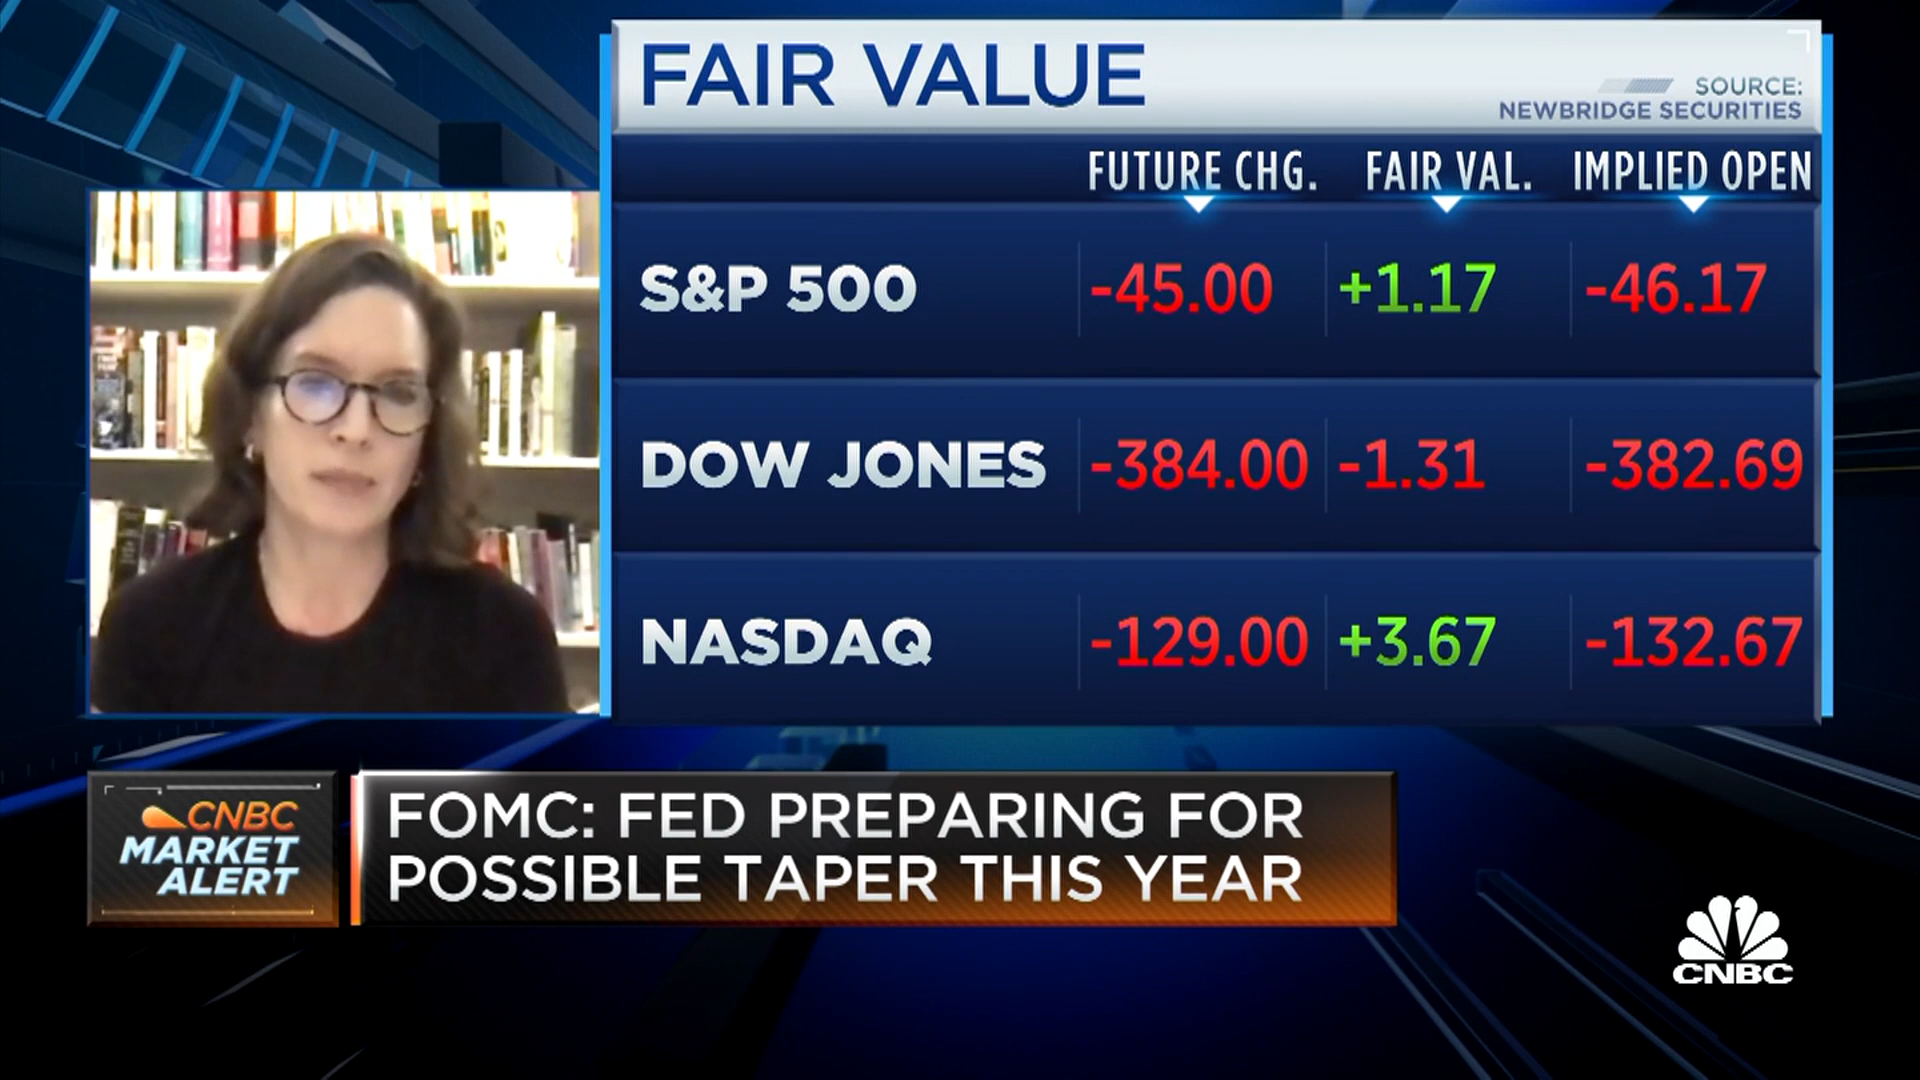 FAIR VALUE
SOURCE:
NEWBRIDGE SECURITIES
FUTURE CHG. FAIR VAL. IMPLIED OPEN
S&P 500 -45.00 +1.17 -46.17
DOW JONES -384.00 -1.31 -382.69
NASDAQ -129.00 +3.67 -132.67
CNBC
MARKET
ALERT
FOMC: FED PREPARING FOR
POSSIBLE TAPER THIS YEAR
CNBC